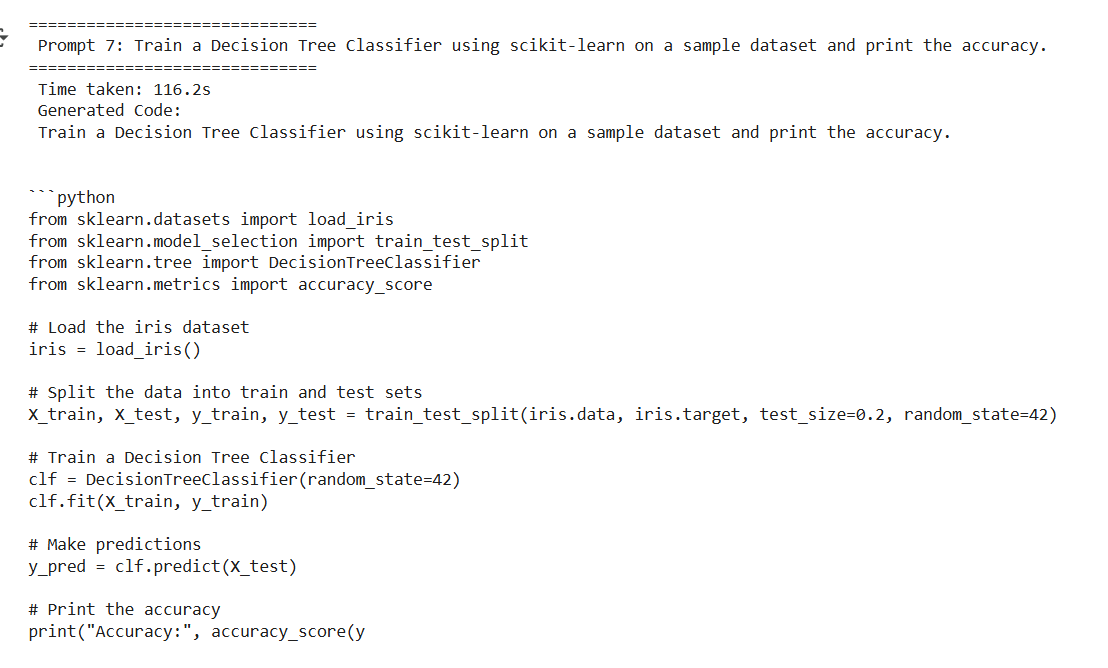 ==============================
Prompt 7: Train a Decision Tree Classifier using scikit-learn on a sample dataset and print the accuracy.
==============================
Time taken: 116.2s
Generated Code:
Train a Decision Tree Classifier using scikit-learn on a sample dataset and print the accuracy.
```python
from sklearn.datasets import load_iris
from sklearn.model_selection import train_test_split
from sklearn.tree import DecisionTreeClassifier
from sklearn.metrics import accuracy_score
# Load the iris dataset
iris = load_iris()
# Split the data into train and test sets
X_train, X_test, y_train, y_test = train_test_split(iris.data, iris.target, test_size=0.2, random_state=42)
# Train a Decision Tree Classifier
clf = DecisionTreeClassifier(random_state=42)
clf.fit(X_train, y_train)
# Make predictions
y_pred = clf.predict(X_test)
# Print the accuracy
print("Accuracy:", accuracy_score(y